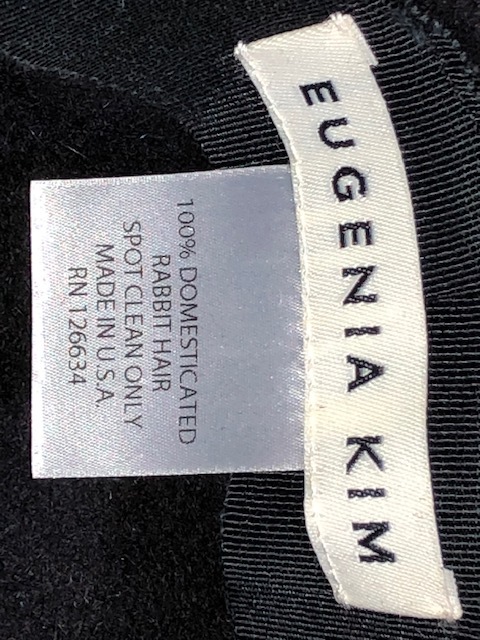 EUGENIA KIM
100% DOMESTICATED
RABBIT HAIR
SPOT CLEAN ONLY
MADE IN U.S.A.
RN 126634